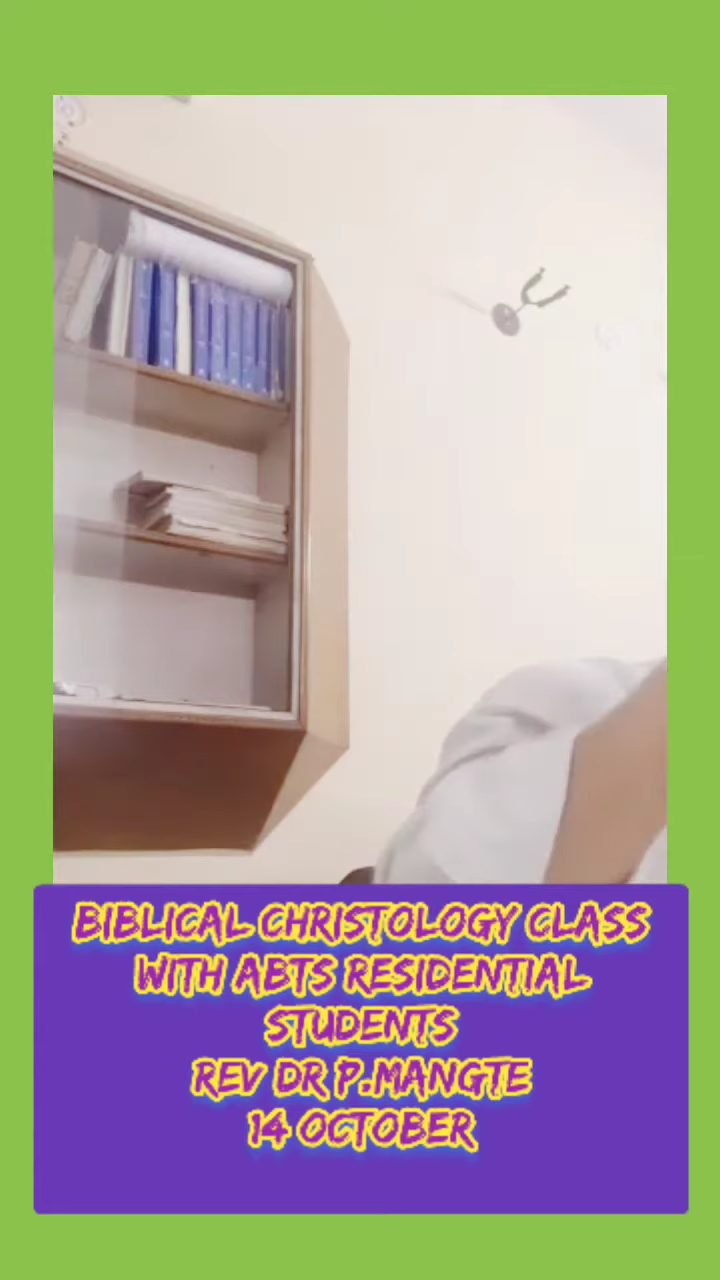 BIBLICAL CHRISTOLOGY CLASS
WITH ABTS RESIDENTIAL
STUDENTS
REV DR P.MANGTE
14 OCTOBER